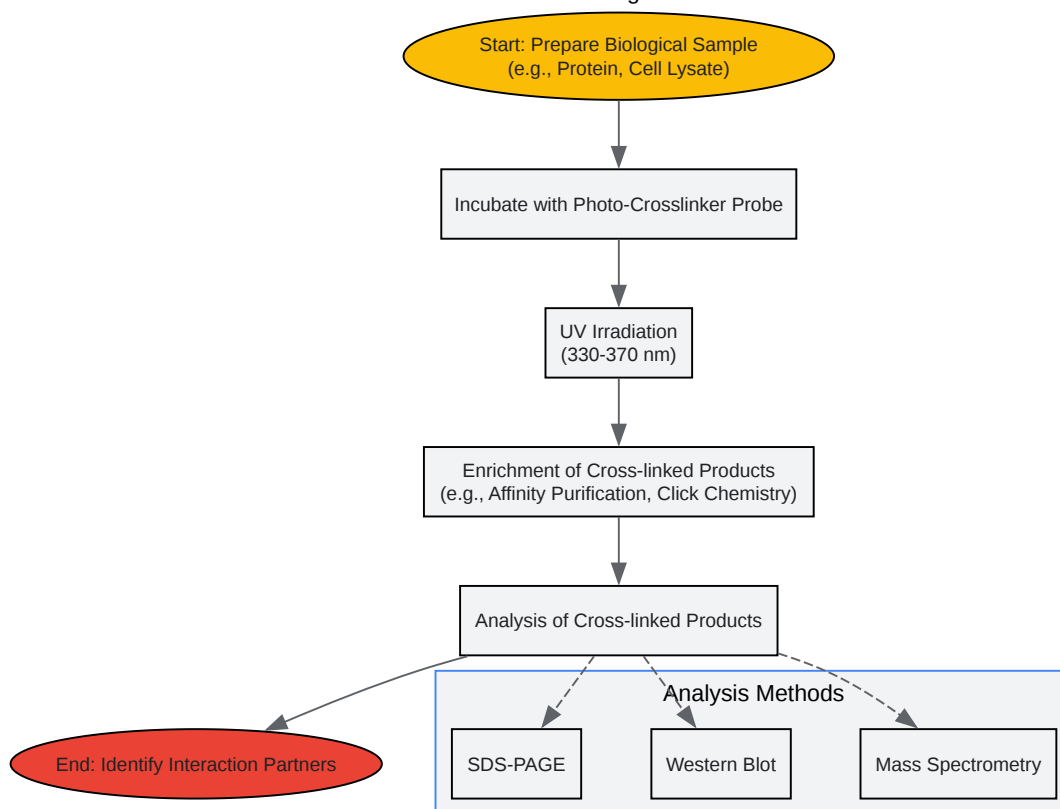 Start: Prepare Biological Sample
(e.g., Protein, Cell Lysate)
Incubate with Photo-Crosslinker Probe
UV Irradiation
(330-370 nm)
Enrichment of Cross-linked Products
(e.g., Affinity Purification, Click Chemistry)
Analysis of Cross-linked Products
Analysis Methods
End: Identify Interaction Partners
SDS-PAGE
Western Blot
Mass Spectrometry